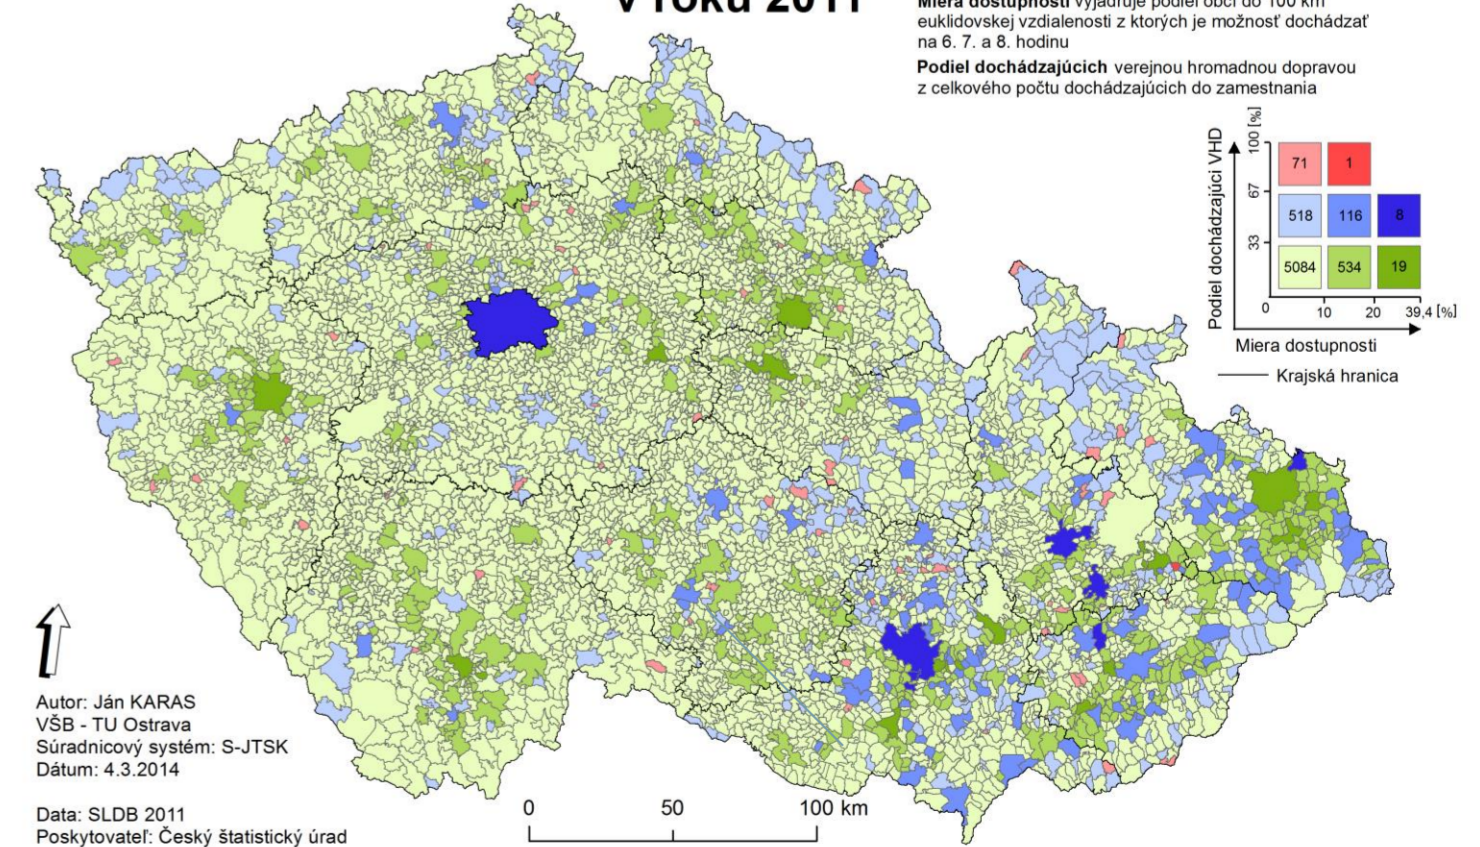 v roku 2011
Miera dostupnosti vyjadruje podiel obcí do 100 km
euklidovskej vzdialenosti z ktorých je možnosť dochádzať
na 6. 7. a 8. hodinu
Podiel dochádzajúcich verejnou hromadnou dopravou
z celkového počtu dochádzajúcich do zamestnania
Podiel dochádzajúci VHD
100 [%]
67
33
71 1
518 116 8
5084 534 19
0 10 20 39,4 [%]
Miera dostupnosti
Krajská hranica
Autor: Ján KARAS
VŠB - TU Ostrava
Súradnicový systém: S-JTSK
Dátum: 4.3.2014
Data: SLDB 2011
Poskytovateľ: Český štatistický úrad
0 50 100 km